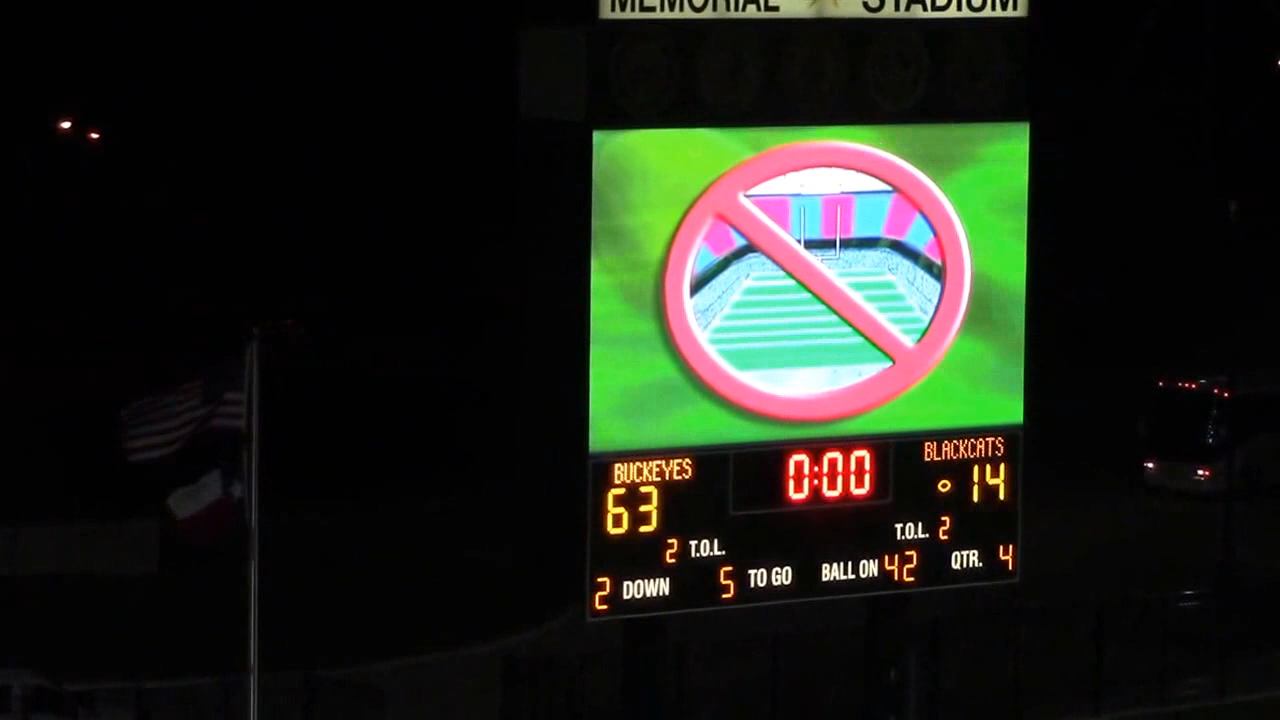 MEMORIAL STADIUM
BUCKEYES 0:00 BLACKCATS
63 14
2 T.O.L. T.O.L. 2
2 DOWN 5 TO GO BALL ON 42 QTR. 4